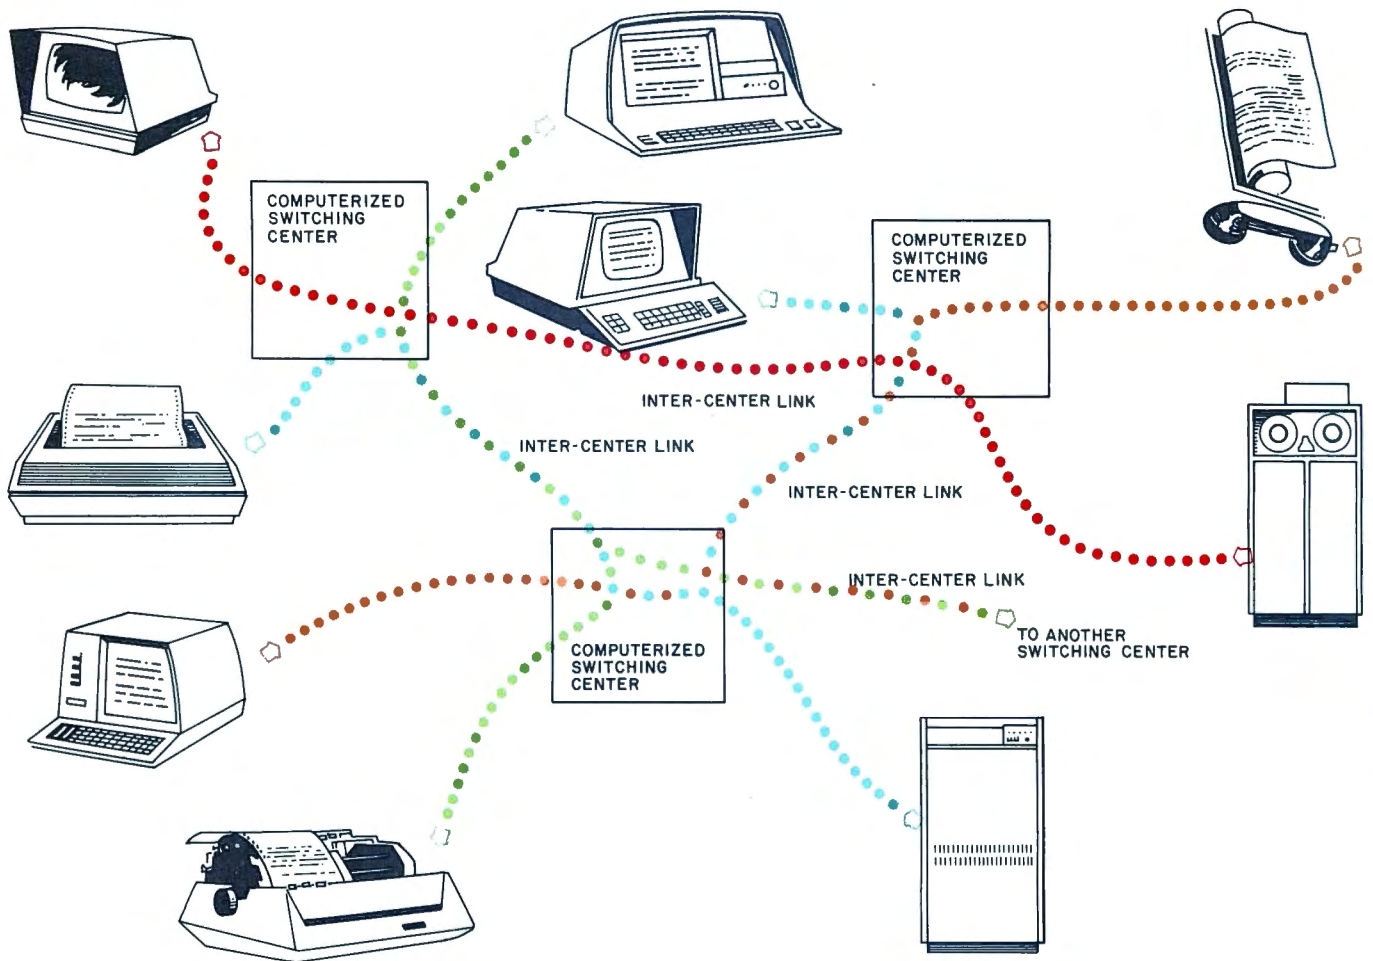 COMPUTERIZED
SWITCHING
CENTER
COMPUTERIZED
SWITCHING
CENTER
INTER-CENTER LINK
INTER-CENTER LINK
INTER-CENTER LINK
INTER-CENTER LINK
TO ANOTHER
SWITCHING CENTER
COMPUTERIZED
SWITCHING
CENTER